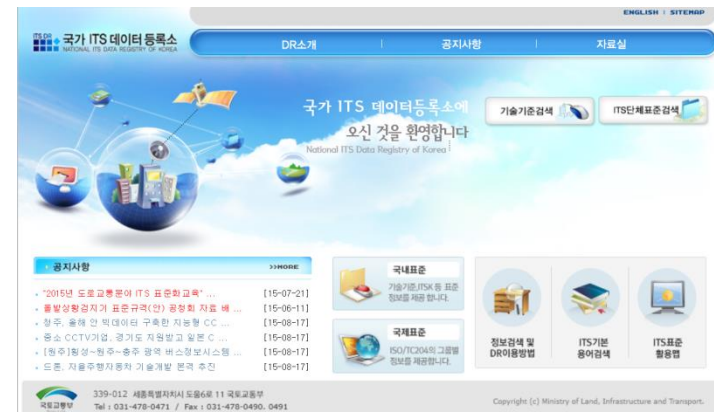 ENGLISH | SITEMAP
ITS DR
국가 ITS 데이터 등록소
NATIONAL ITS DATA REGISTRY OF KOREA
DR소개 | 공지사항 | 자료실
국가 ITS 데이터등록소에
오신 것을 환영합니다
National ITS Data Registry of Korea
기술기준검색
ITS단체표준검색
공지사항 >>MORE
"2015년 도로교통분야 ITS 표준화교육" ... [15-07-21]
돌발상황검지기 표준규격(안) 공청회 자료 배 ... [15-06-11]
청주, 올해 안 빅데이터 구축한 지능형 CC ... [15-08-17]
중소 CCTV기업, 경기도 지원받고 일본 C ... [15-08-17]
[원주]횡성~원주~충주 광역 버스정보시스템 ... [15-08-17]
드론, 자율주행자동차 기술개발 본격 추진 [15-08-17]
국내표준
기술기준,ITSK 등 표준
정보를 제공 합니다.
국제표준
ISO/TC204의 그룹별
정보를 제공합니다.
정보검색 및
DR이용방법
ITS기본
용어검색
ITS표준
활용맵
국토교통부
339-012 세종특별자치시 도움6로 11 국토교통부
Tel : 031-478-0471 / Fax : 031-478-0490. 0491
Copyright (c) Ministry of Land, Infrastructure and Transport.